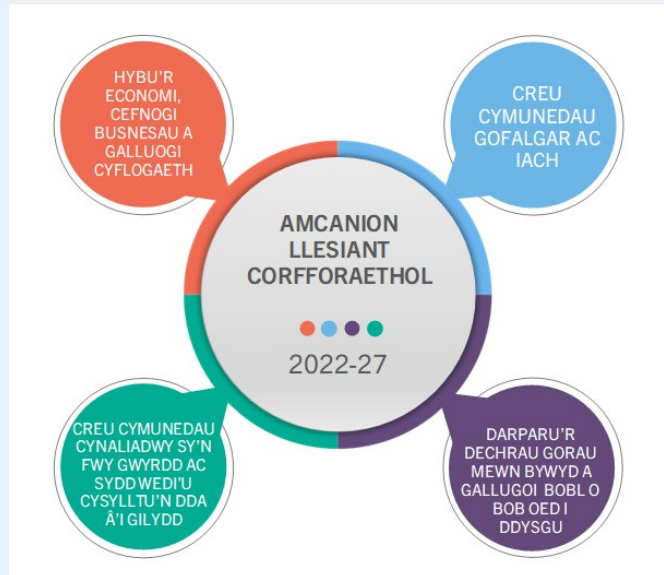 HYBU'R
ECONOMI,
CEFNOGI
BUSNESAU A
GALLUOGI
CYFLOGAETH
CREU
CYMUNEDAU
GOFALGAR AC
IACH
AMCANION
LLESIANT
CORFFORAETHOL
2022-27
CREU CYMUNEDAU
CYNALIADWY SY'N
FWY GWYRDD AC
SYDD WEDI'U
CYSYLLTU'N DDA
Â'I GILYDD
DARPARU'R
DECHRAU GORAU
MEWN BYWYD A
GALLUGOI BOBL O
BOB OED I
DDYSGU